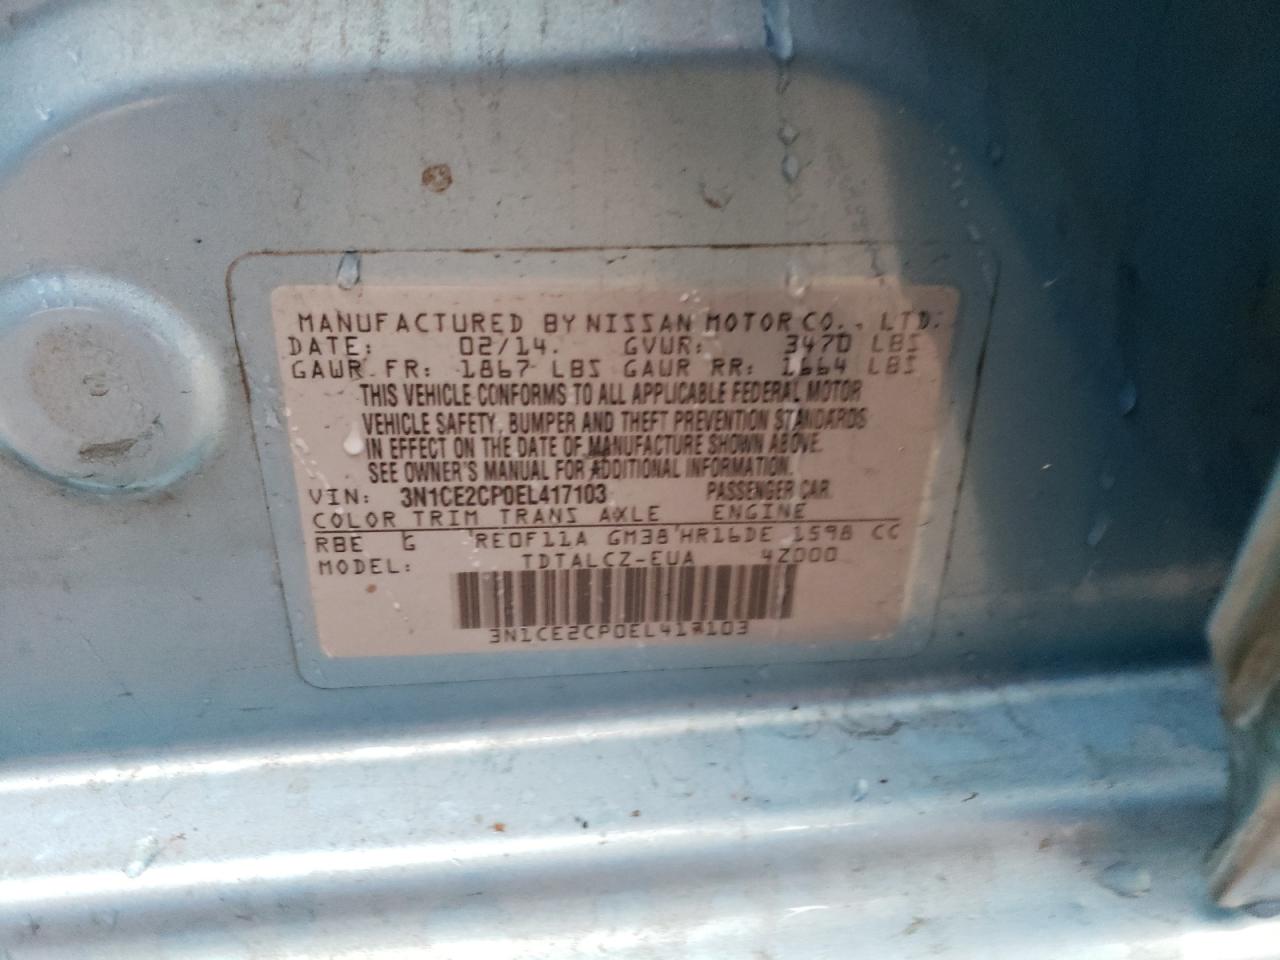 MANUFACTURED BY NISSAN MOTOR CO., LTD.
DATE: 02/14. GVWR: 3470 LBS
GAWR FR: 1867 LBS GAWR RR: 1664 LBS
THIS VEHICLE CONFORMS TO ALL APPLICABLE FEDERAL MOTOR
VEHICLE SAFETY, BUMPER AND THEFT PREVENTION STANDARDS
IN EFFECT ON THE DATE OF MANUFACTURE SHOWN ABOVE.
SEE OWNER'S MANUAL FOR ADDITIONAL INFORMATION.
VIN: 3N1CE2CP0EL417103 PASSENGER CAR
COLOR TRIM TRANS AXLE ENGINE
RBE G RE0F11A GM38 HR16DE 1598 CC
MODEL: TDTALCZ-EUA 4Z000
3N1CE2CP0EL417103